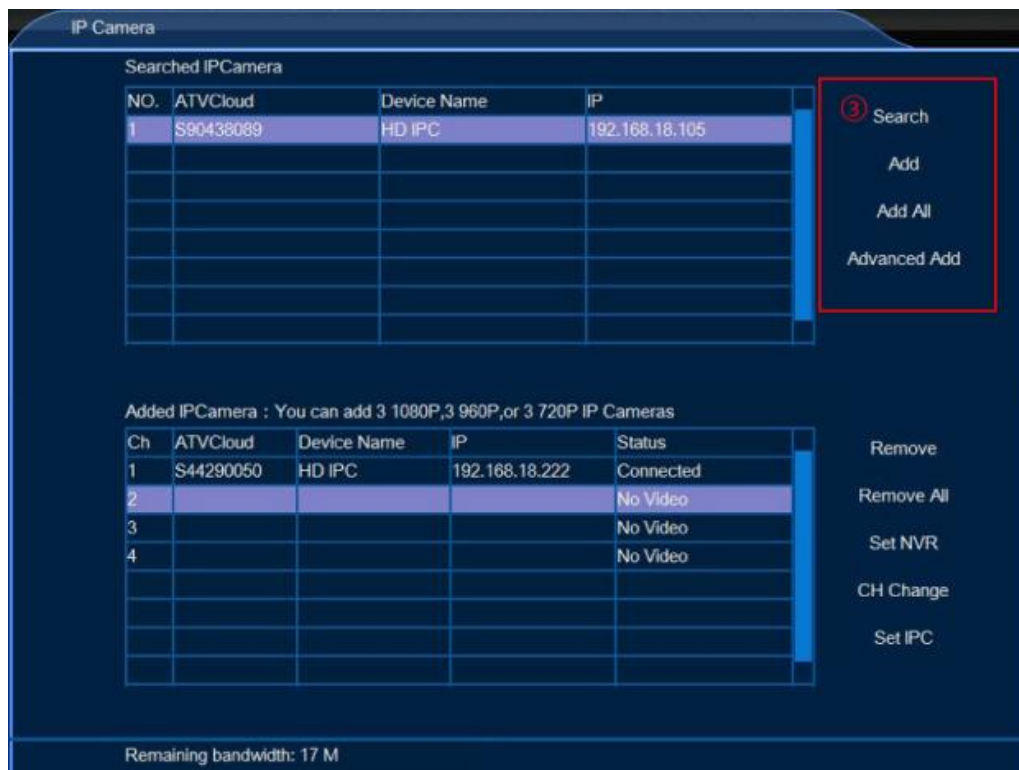 IP Camera
Searched IPCamera
NO. ATVCloud Device Name IP
1 S90438089 HD IPC 192.168.18.105
③ Search
Add
Add All
Advanced Add
Added IPCamera : You can add 3 1080P,3 960P,or 3 720P IP Cameras
Ch ATVCloud Device Name IP Status
1 S44290050 HD IPC 192.168.18.222 Connected
2 No Video
3 No Video
4 No Video
Remove
Remove All
Set NVR
CH Change
Set IPC
Remaining bandwidth: 17 M